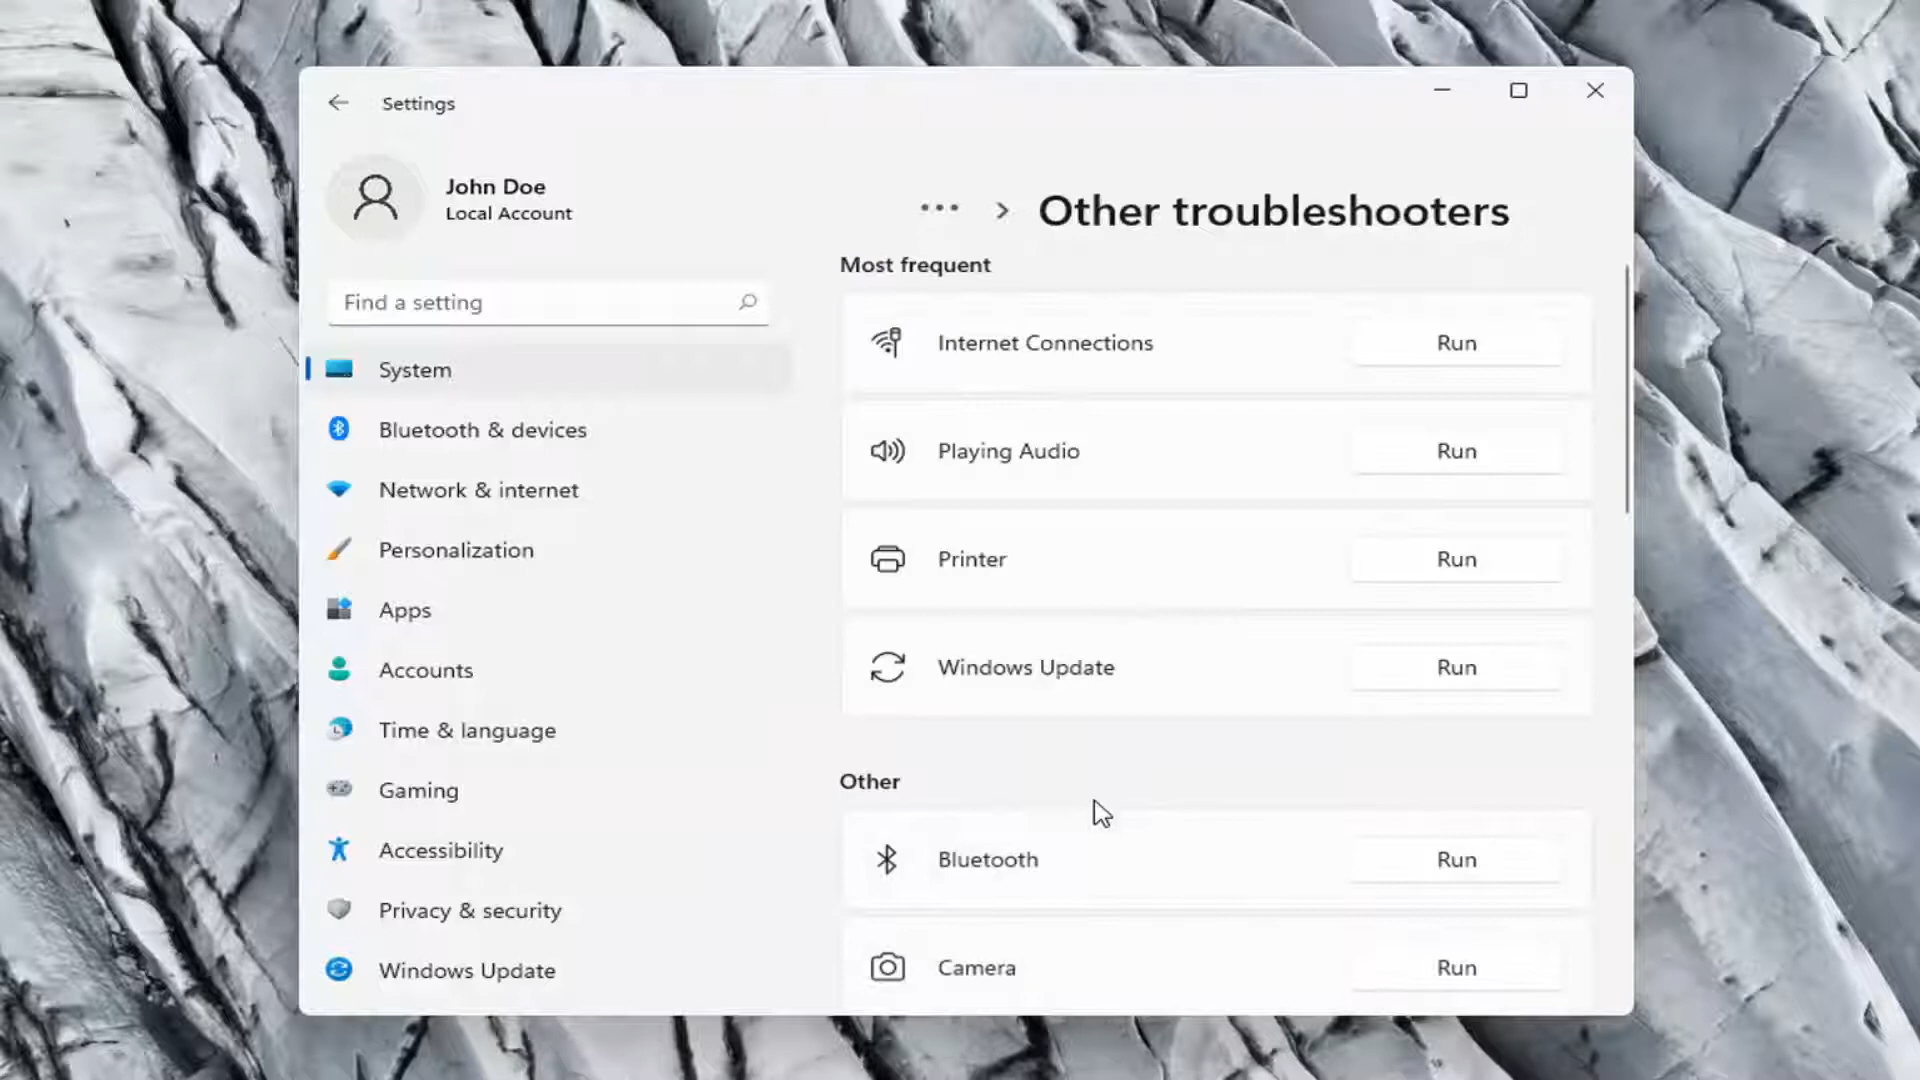 Settings
John Doe
Local Account
Find a setting
System
Bluetooth & devices
Network & internet
Personalization
Apps
Accounts
Time & language
Gaming
Accessibility
Privacy & security
Windows Update
... > Other troubleshooters
Most frequent
Internet Connections Run
Playing Audio Run
Printer Run
Windows Update Run
Other
Bluetooth Run
Camera Run